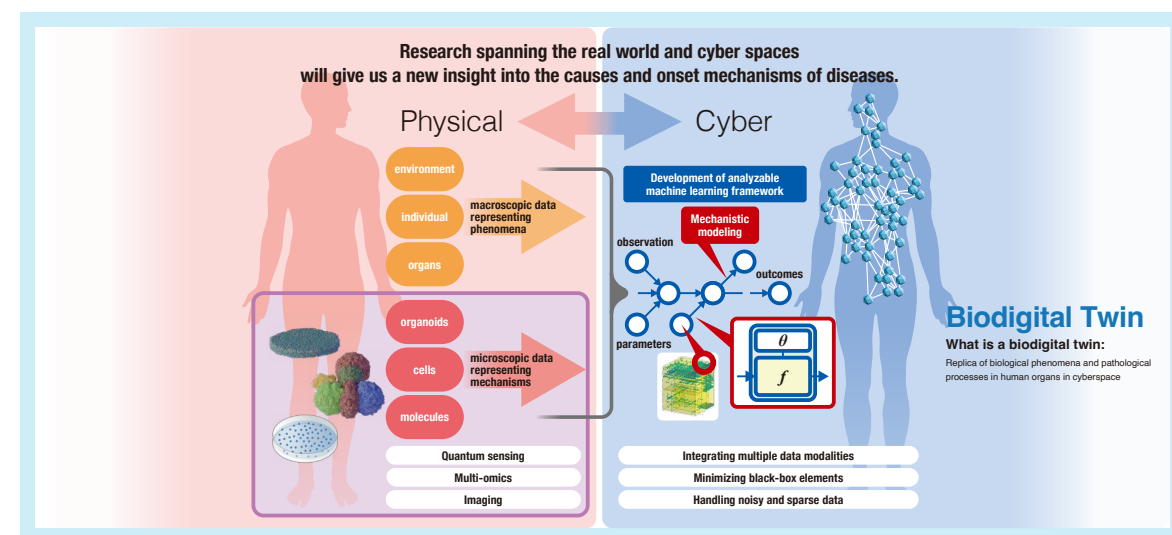 Research spanning the real world and cyber spaces
will give us a new insight into the causes and onset mechanisms of diseases.
Physical
Cyber
environment
individual
organs
macroscopic data
representing
phenomena
organoids
cells
molecules
microscopic data
representing
mechanisms
Quantum sensing
Multi-omics
Imaging
Development of analyzable
machine learning framework
Mechanistic
modeling
observation
outcomes
parameters
θ
f
Integrating multiple data modalities
Minimizing black-box elements
Handling noisy and sparse data
Biodigital Twin
What is a biodigital twin:
Replica of biological phenomena and pathological
processes in human organs in cyberspace